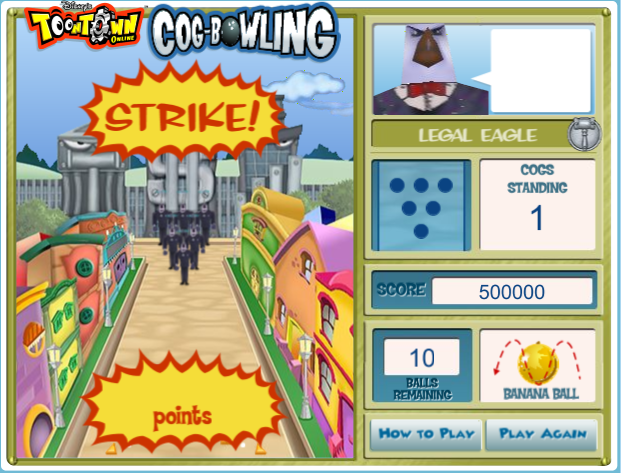 Disney's
TOONTOWN
ONLINE
COG-BOWLING
STRIKE!
LEGAL EAGLE
COGS
STANDING
1
SCORE 500000
10
BALLS
REMAINING
BANANA BALL
points
HOW TO PLAY
PLAY AGAIN